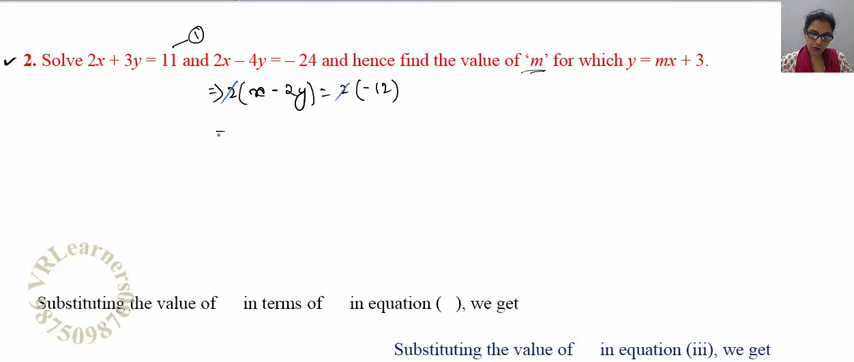 ①
✓ 2. Solve 2x + 3y = 11 and 2x – 4y = – 24 and hence find the value of ‘m’ for which y = mx + 3.
⇒ 2(x - 2y) = 2(-12)
VRLearners
Substituting the value of in terms of in equation ( ), we get
Substituting the value of in equation (iii), we get